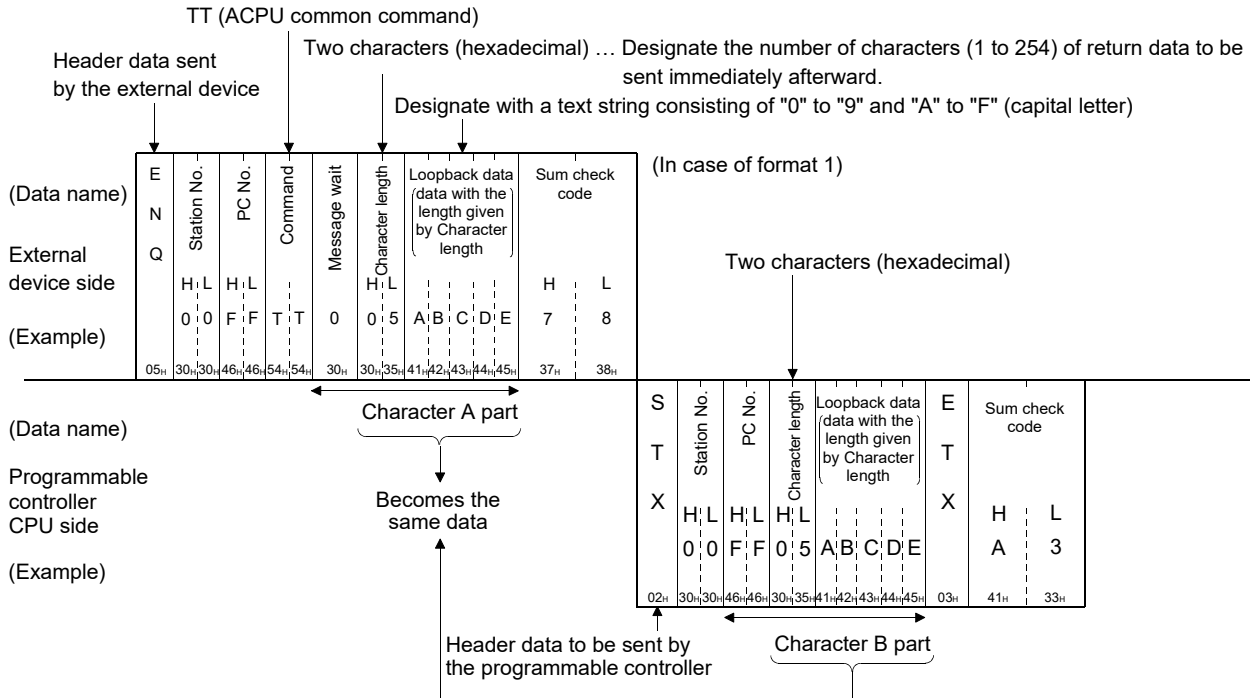 TT (ACPU common command)
Two characters (hexadecimal) … Designate the number of characters (1 to 254) of return data to be
sent immediately afterward.
Header data sent
by the external device
Designate with a text string consisting of "0" to "9" and "A" to "F" (capital letter)
(In case of format 1)
(Data name)
External
device side
(Example)
E
N
Q
Station No.
PC No.
Command
Message wait
Character length
Loopback data
data with the
length given
by Character
length
Sum check
code
H L H L H L H L
0 0 F F T T 0 0 5 A B C D E 7 8
05H 30H 30H 46H 46H 54H 54H 30H 30H 35H 41H 42H 43H 44H 45H 37H 38H
Two characters (hexadecimal)
Character A part
Becomes the
same data
(Data name)
Programmable
controller
CPU side
(Example)
S
T
X
Station No.
PC No.
Character length
Loopback data
data with the
length given
by Character
length
E
T
X
Sum check
code
H L H L H L H L
0 0 F F 0 5 A B C D E A 3
02H 30H 30H 46H 46H 30H 35H 41H 42H 43H 44H 45H 03H 41H 33H
Header data to be sent by
the programmable controller
Character B part